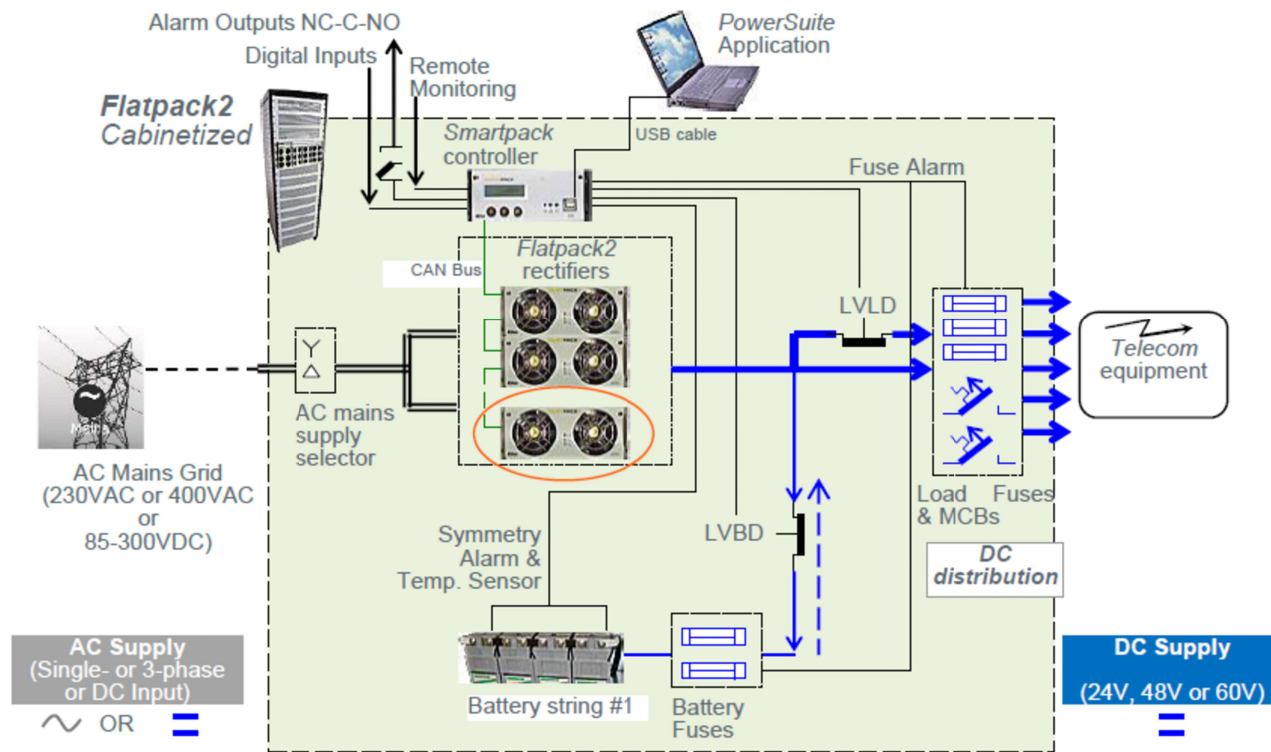 Alarm Outputs NC-C-NO
Digital Inputs
Remote
Monitoring
PowerSuite
Application
Flatpack2
Cabinetized
Smartpack
controller
USB cable
Fuse Alarm
Flatpack2
rectifiers
CAN Bus
LVLD
Telecom
equipment
AC mains
supply
selector
AC Mains Grid
(230VAC or 400VAC
or
85-300VDC)
Load Fuses
& MCBs
LVBD
Symmetry
Alarm &
Temp. Sensor
DC
distribution
AC Supply
(Single- or 3-phase
or DC Input)
OR
Battery string #1
Battery
Fuses
DC Supply
(24V, 48V or 60V)